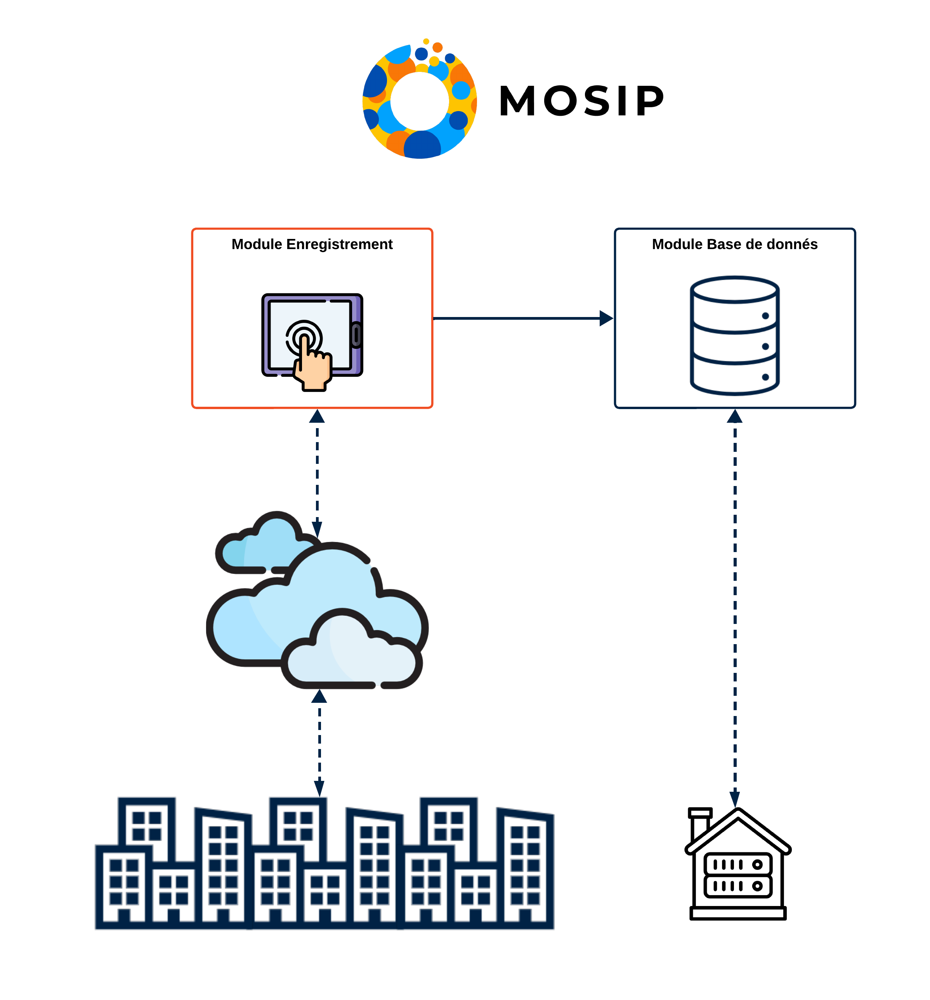 MOSIP
Module Enregistrement
Module Base de donnés